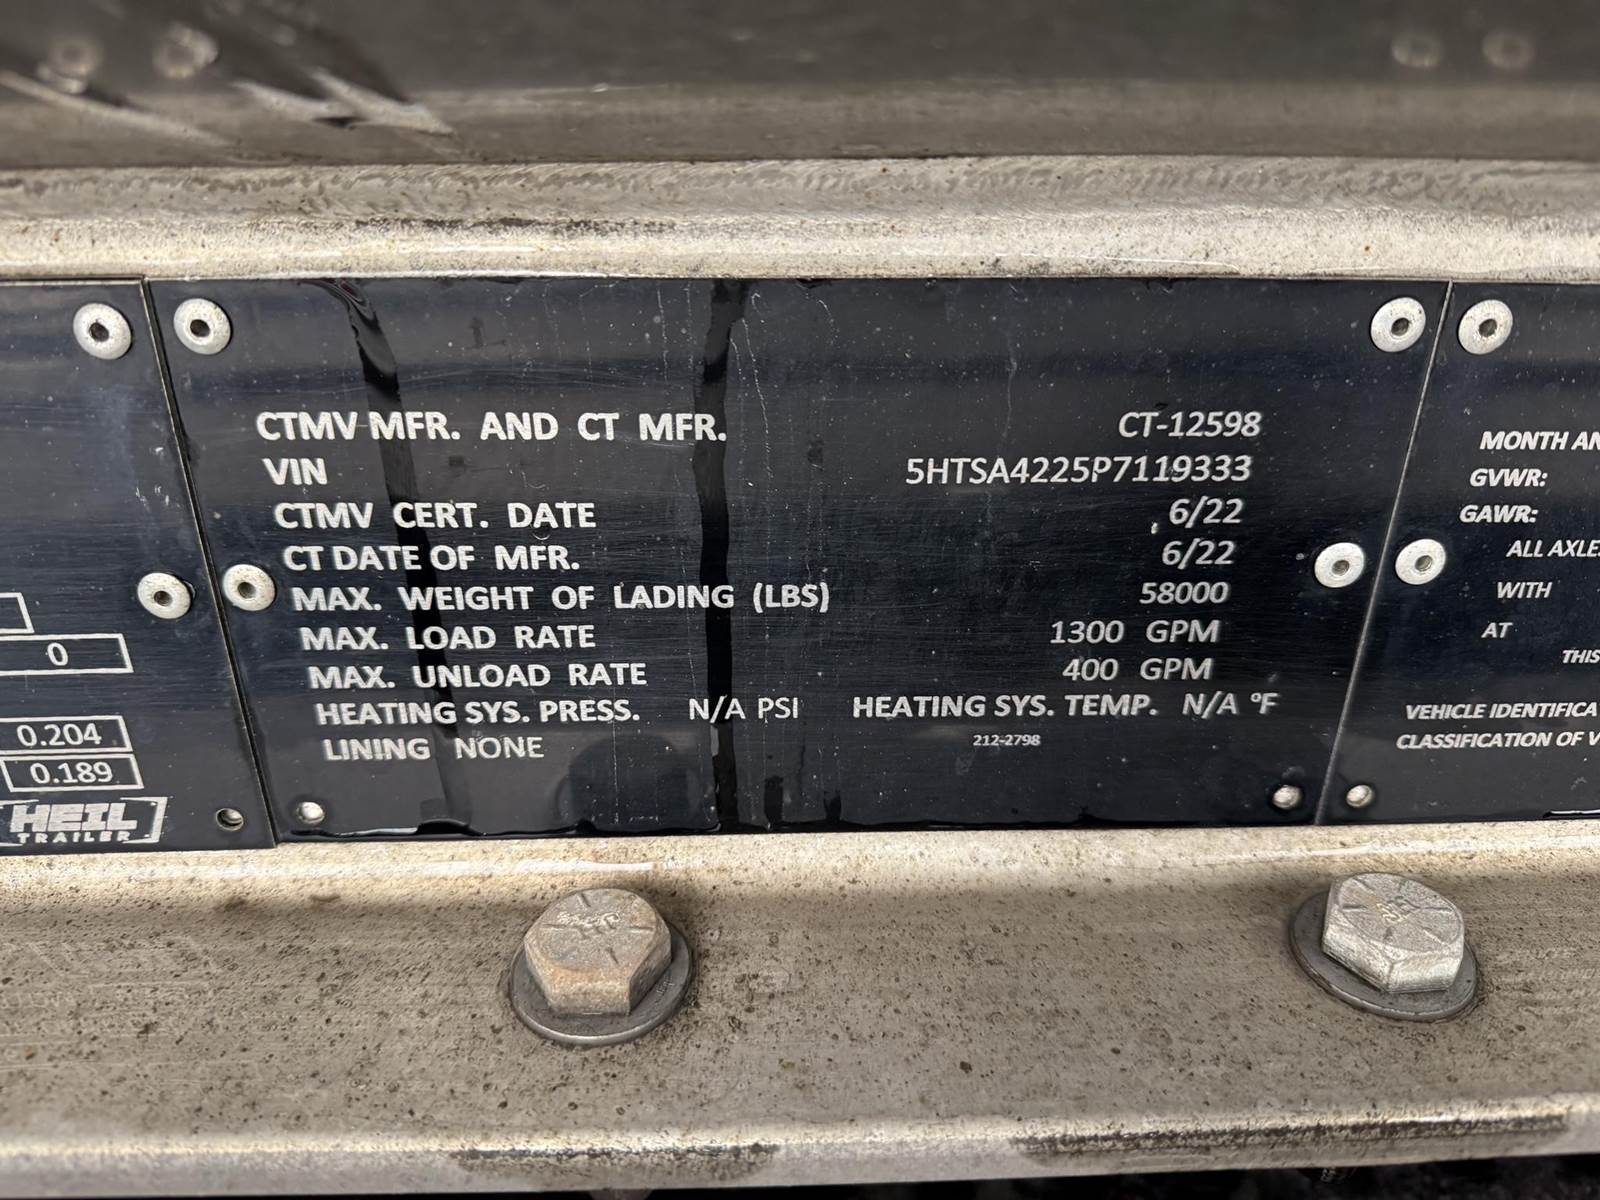 0
0.204
0.189
HEIL
TRAILER
CTMV MFR. AND CT MFR. CT-12598
VIN 5HTSA4225P7119333
CTMV CERT. DATE 6/22
CT DATE OF MFR. 6/22
MAX. WEIGHT OF LADING (LBS) 58000
MAX. LOAD RATE 1300 GPM
MAX. UNLOAD RATE 400 GPM
HEATING SYS. PRESS. N/A PSI HEATING SYS. TEMP. N/A °F
LINING NONE 212-2798
MONTH AN
GVWR:
GAWR:
ALL AXLE
WITH
AT
THIS
VEHICLE IDENTIFICA
CLASSIFICATION OF V